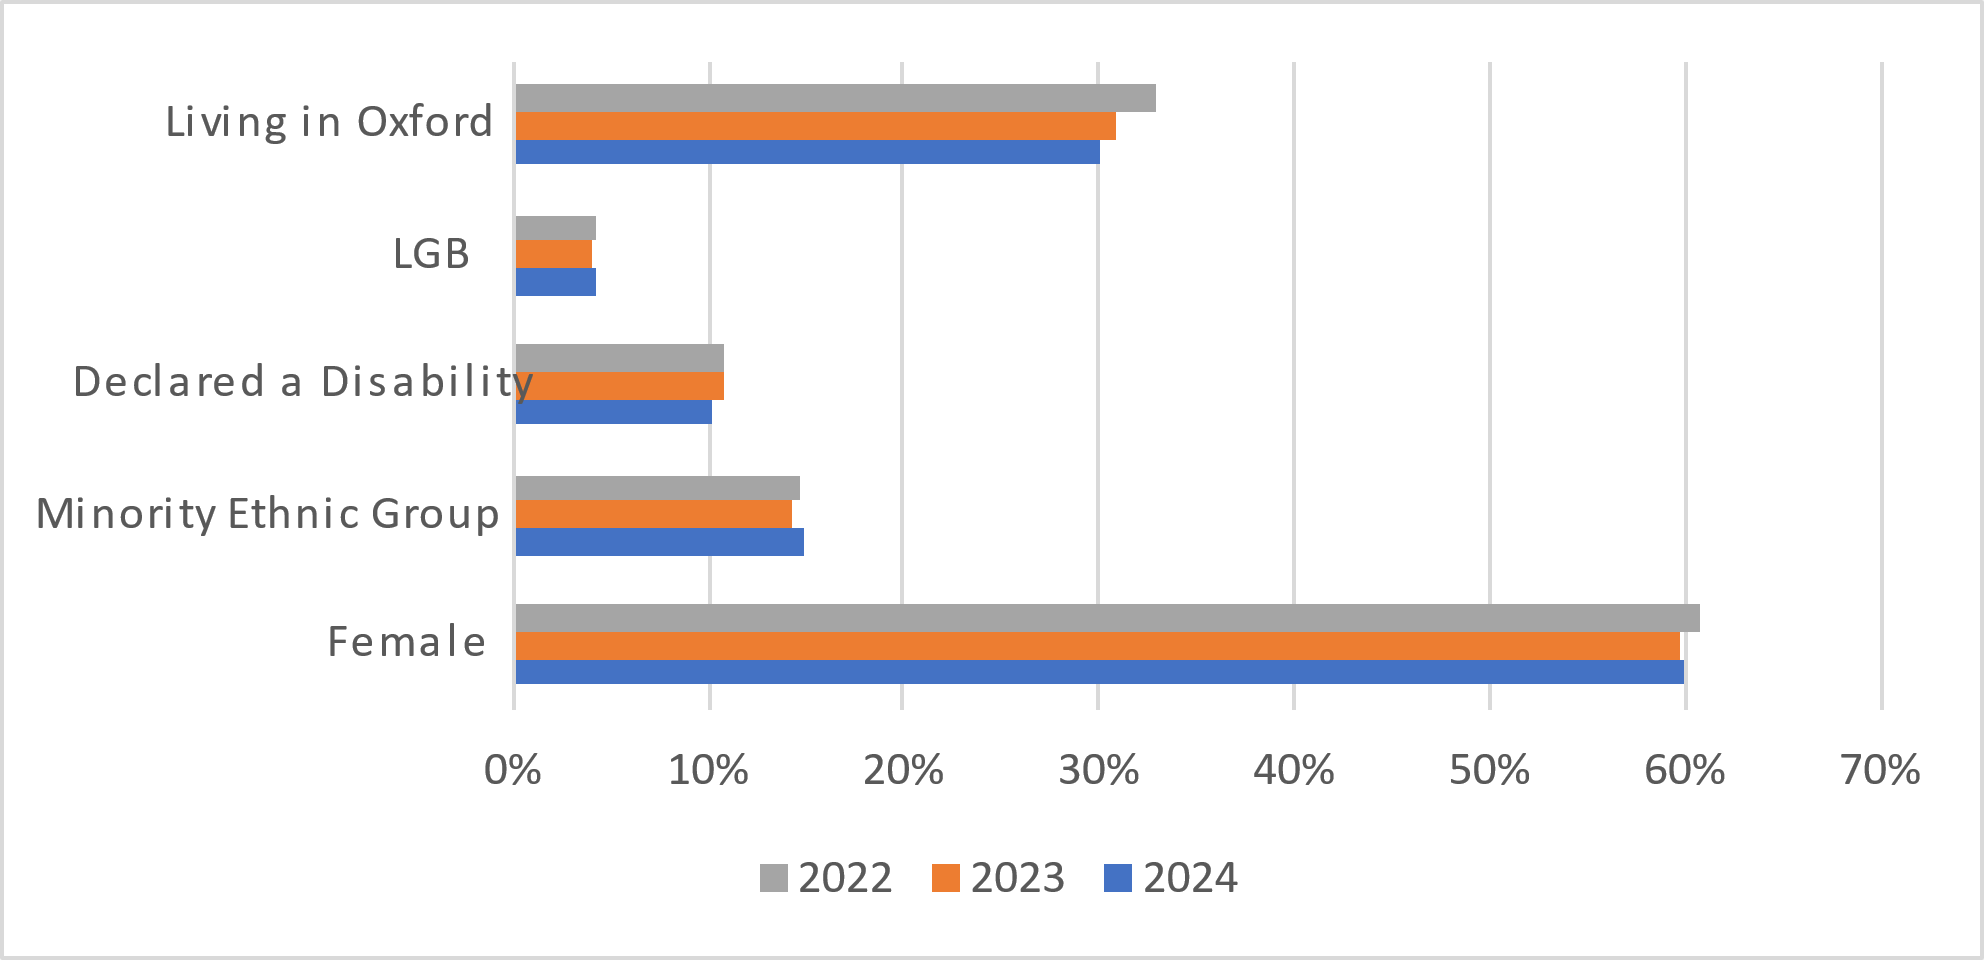 Living in Oxford
LGB
Declared a Disability
Minority Ethnic Group
Female
0% 10% 20% 30% 40% 50% 60% 70%
2022 2023 2024